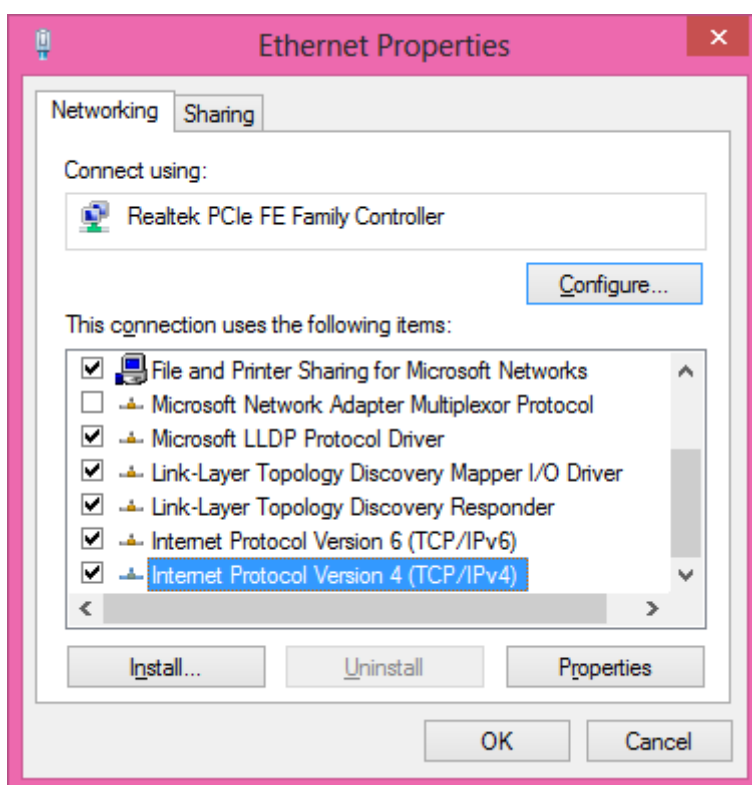 Ethernet Properties
Networking Sharing
Connect using:
Realtek PCIe FE Family Controller
Configure...
This connection uses the following items:
File and Printer Sharing for Microsoft Networks
Microsoft Network Adapter Multiplexor Protocol
Microsoft LLDP Protocol Driver
Link-Layer Topology Discovery Mapper I/O Driver
Link-Layer Topology Discovery Responder
Internet Protocol Version 6 (TCP/IPv6)
Internet Protocol Version 4 (TCP/IPv4)
Install... Uninstall Properties
OK Cancel